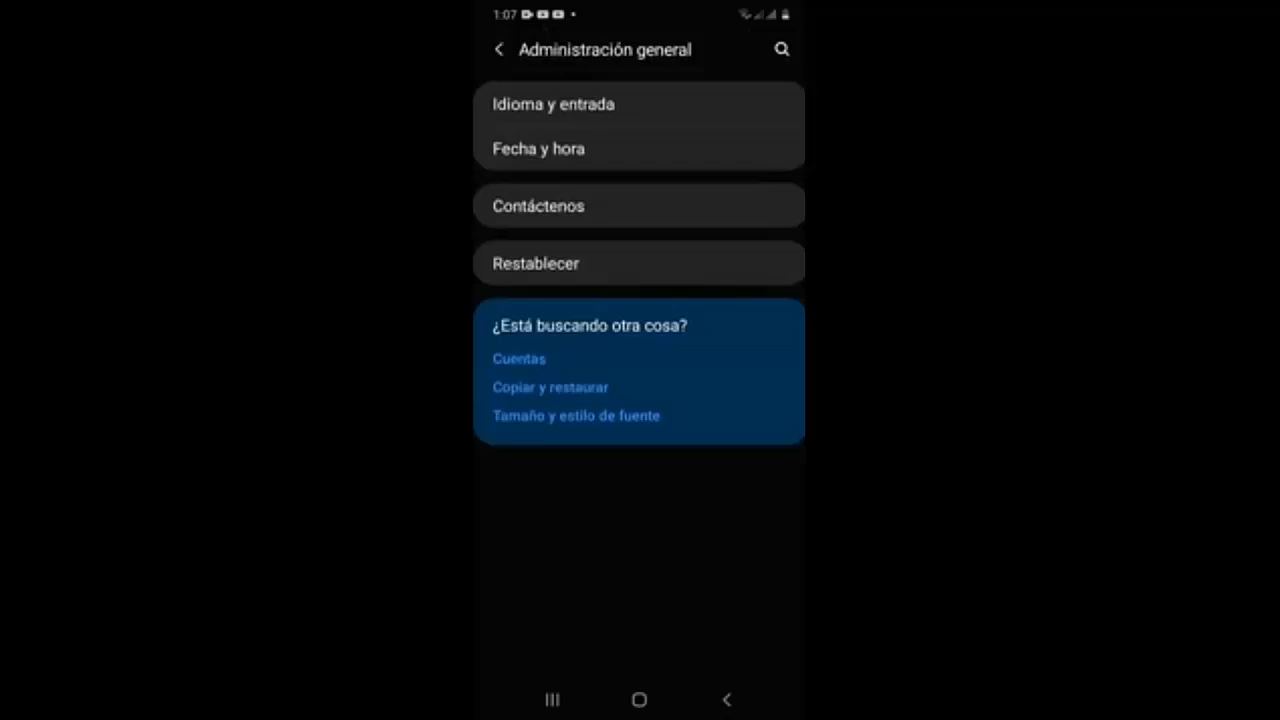 1:07
Administración general
Idioma y entrada
Fecha y hora
Contáctenos
Restablecer
¿Está buscando otra cosa?
Cuentas
Copiar y restaurar
Tamaño y estilo de fuente